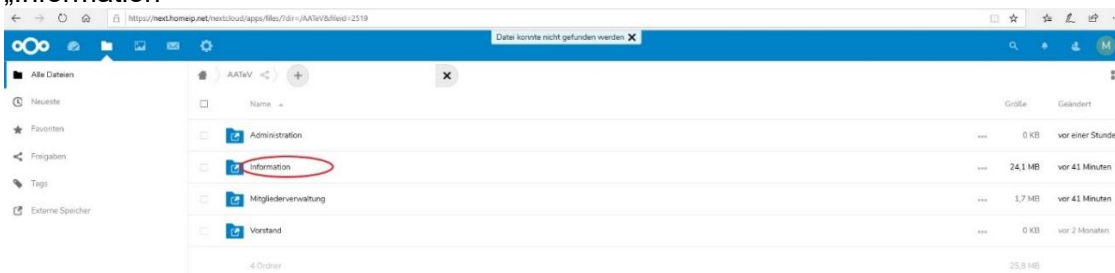 „Information“
https://next.homeip.net/nextcloud/apps/files/?dir=/AATeV&fileid=2519
Datei konnte nicht gefunden werden X
M
Alle Dateien
AATeV
Neueste
Name
Größe
Geändert
Favoriten
Administration
0 KB
vor einer Stunde
Freigaben
Information
24,1 MB
vor 41 Minuten
Tags
Externe Speicher
Mitgliederverwaltung
1,7 MB
vor 41 Minuten
Vorstand
0 KB
vor 2 Monaten
4 Ordner
25,8 MB